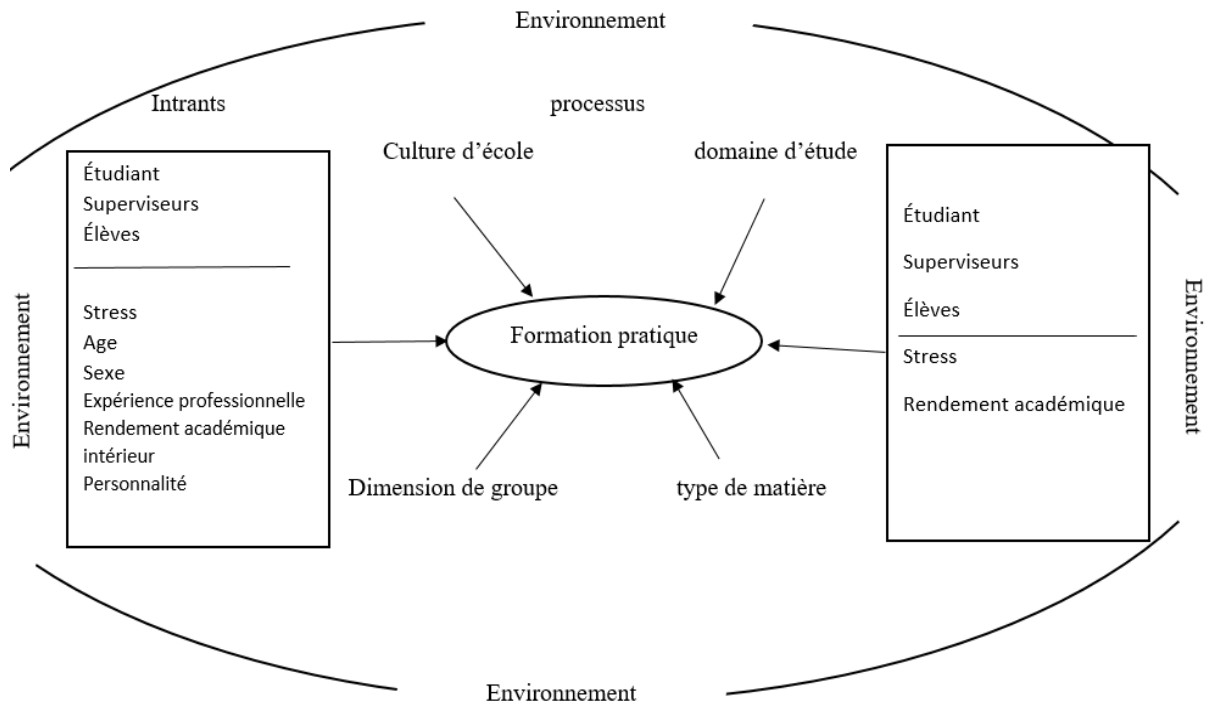 Environnement
Intrants
processus
Culture d’école
domaine d’étude
Étudiant
Superviseurs
Élèves
Stress
Age
Sexe
Expérience professionnelle
Rendement académique
intérieur
Personnalité
Environnement
Formation pratique
Étudiant
Superviseurs
Élèves
Stress
Rendement académique
Environnement
Dimension de groupe
type de matière
Environnement